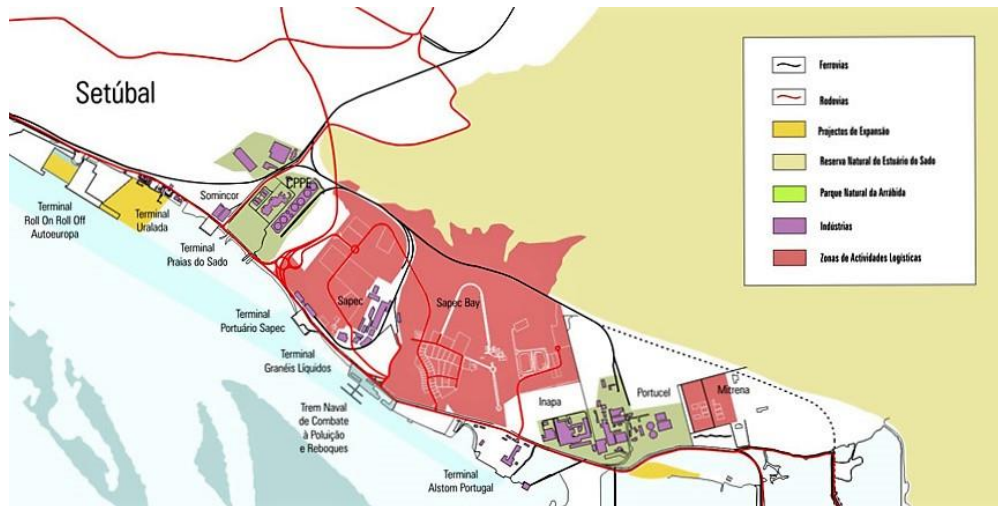 Setúbal
Ferrovias
Rodovias
Projectos de Expansão
Reserva Natural do Estuário do Sado
Parque Natural da Arrábida
Indústrias
Zonas de Actividades Logísticas
CPPE
Somincor
Terminal
Roll On Roll Off
Autoeuropa
Terminal
Uralada
Terminal
Praias do Sado
Sapec
Sapec Bay
Terminal
Portuário Sapec
Terminal
Granéis Líquidos
Trem Naval
de Combate
à Poluição
e Reboques
Inapa
Portucel
Mitrena
Terminal
Alstom Portugal